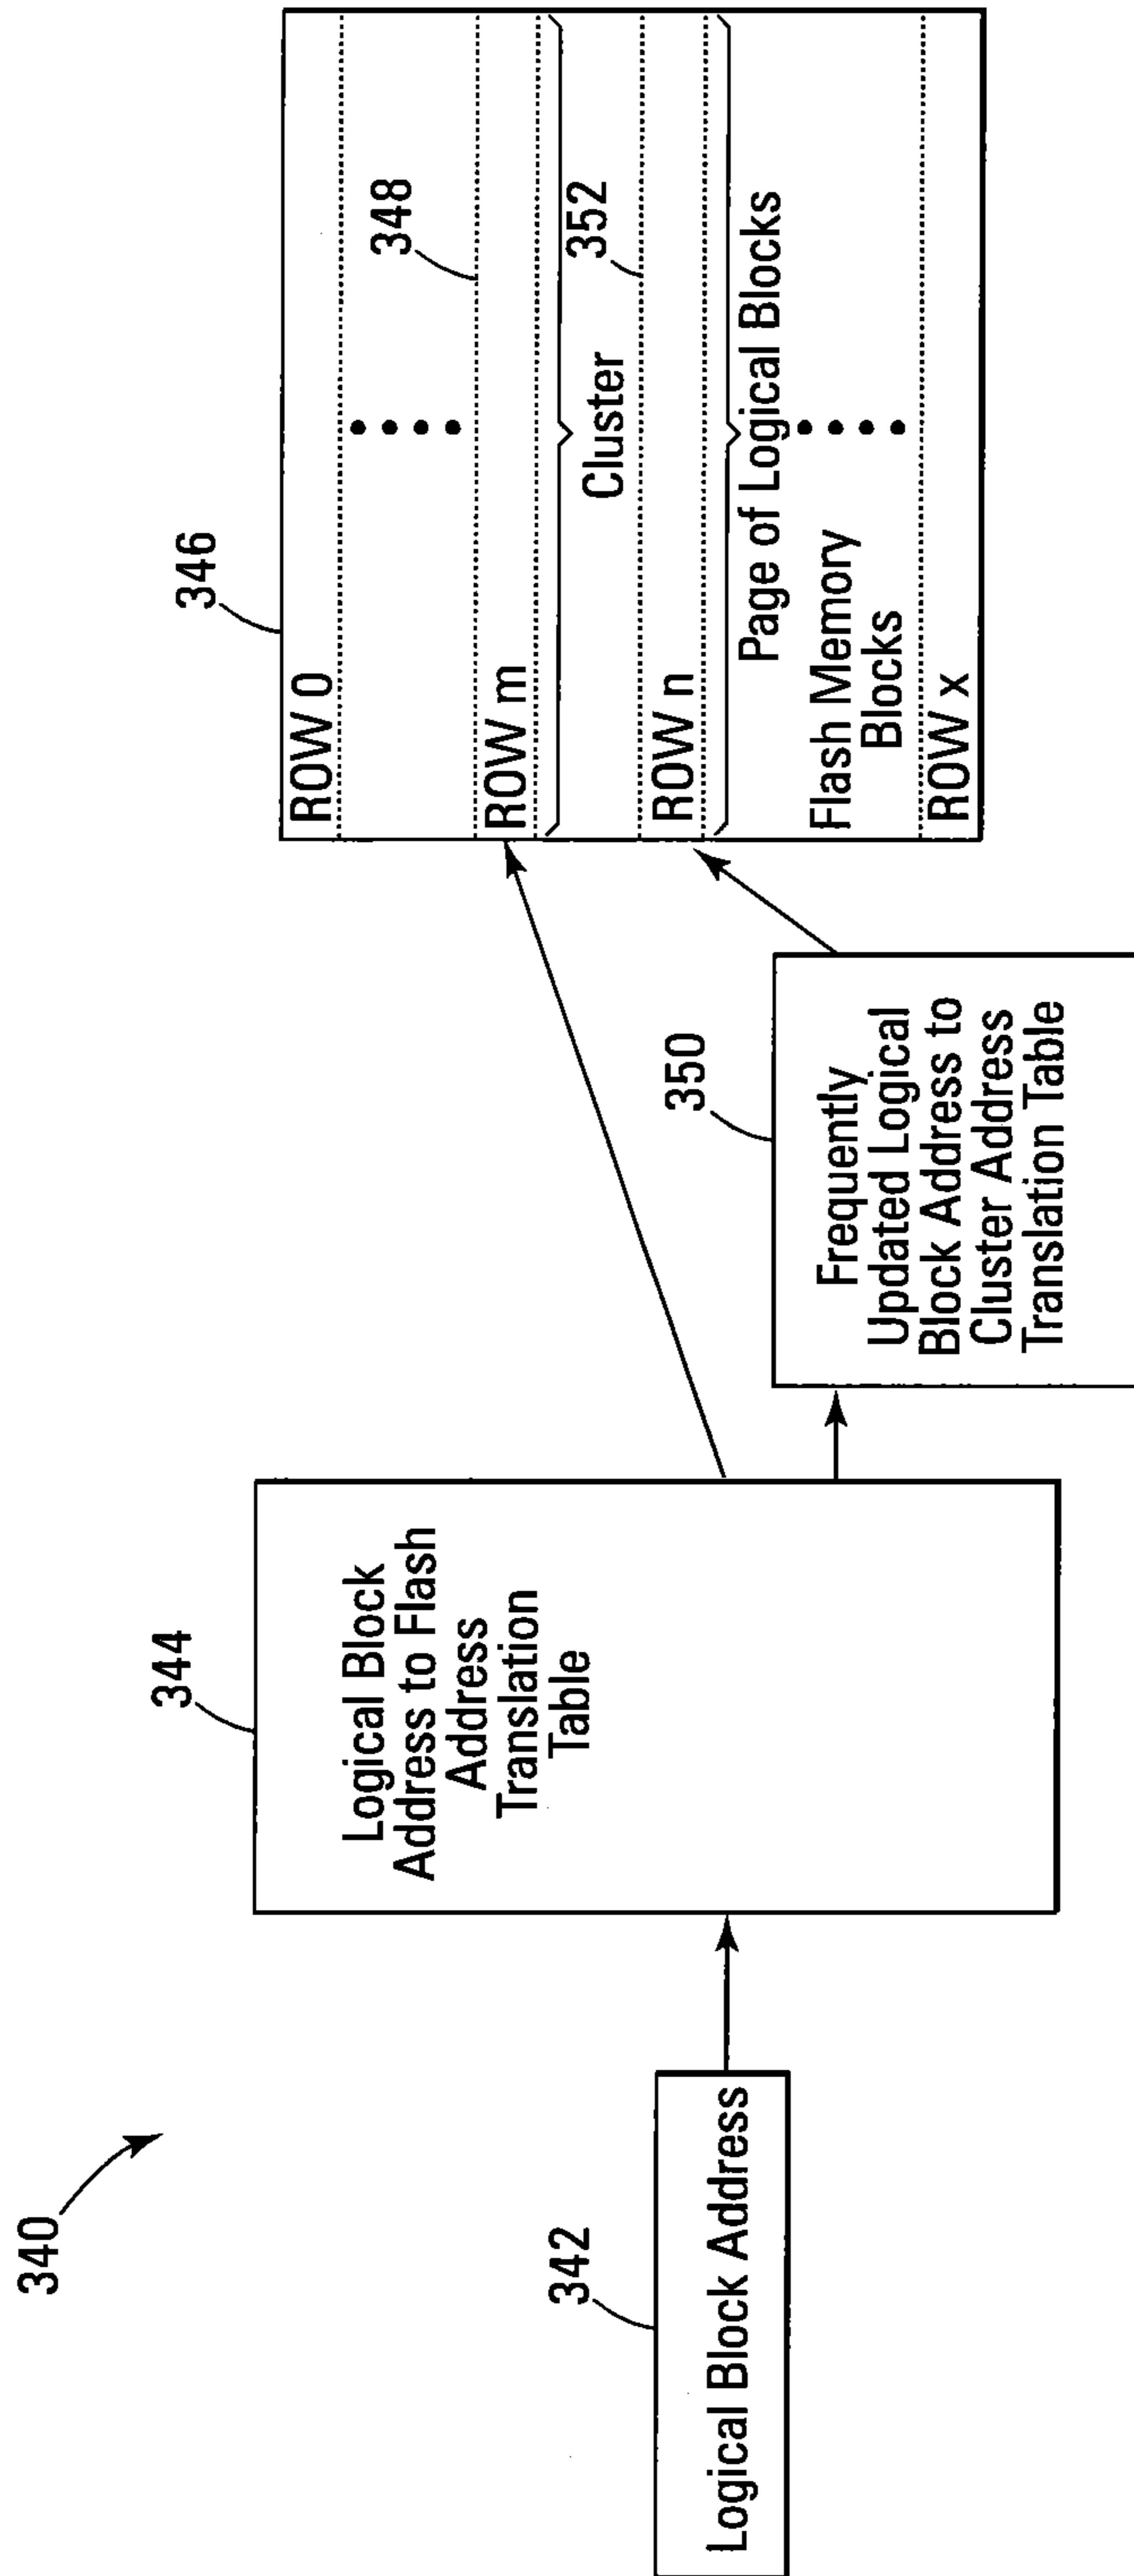 340
342
Logical Block Address
344
Logical Block
Address to Flash
Address
Translation
Table
350
Frequently
Updated Logical
Block Address to
Cluster Address
Translation Table
346
ROW 0
348
ROW m
Cluster
352
ROW n
Page of Logical Blocks
Flash Memory
Blocks
ROW x